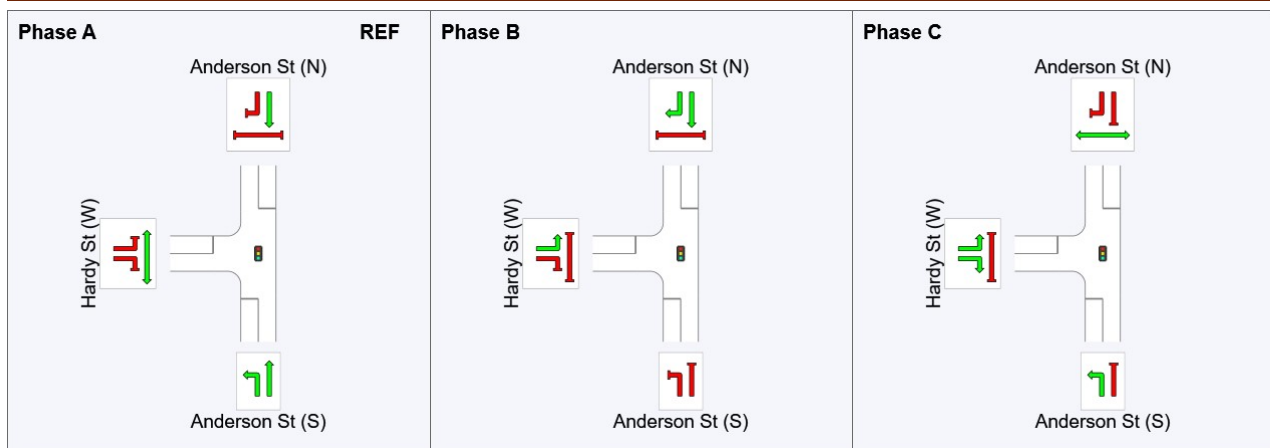 Phase A
REF
Anderson St (N)
Hardy St (W)
Anderson St (S)
Phase B
Anderson St (N)
Hardy St (W)
Anderson St (S)
Phase C
Anderson St (N)
Hardy St (W)
Anderson St (S)